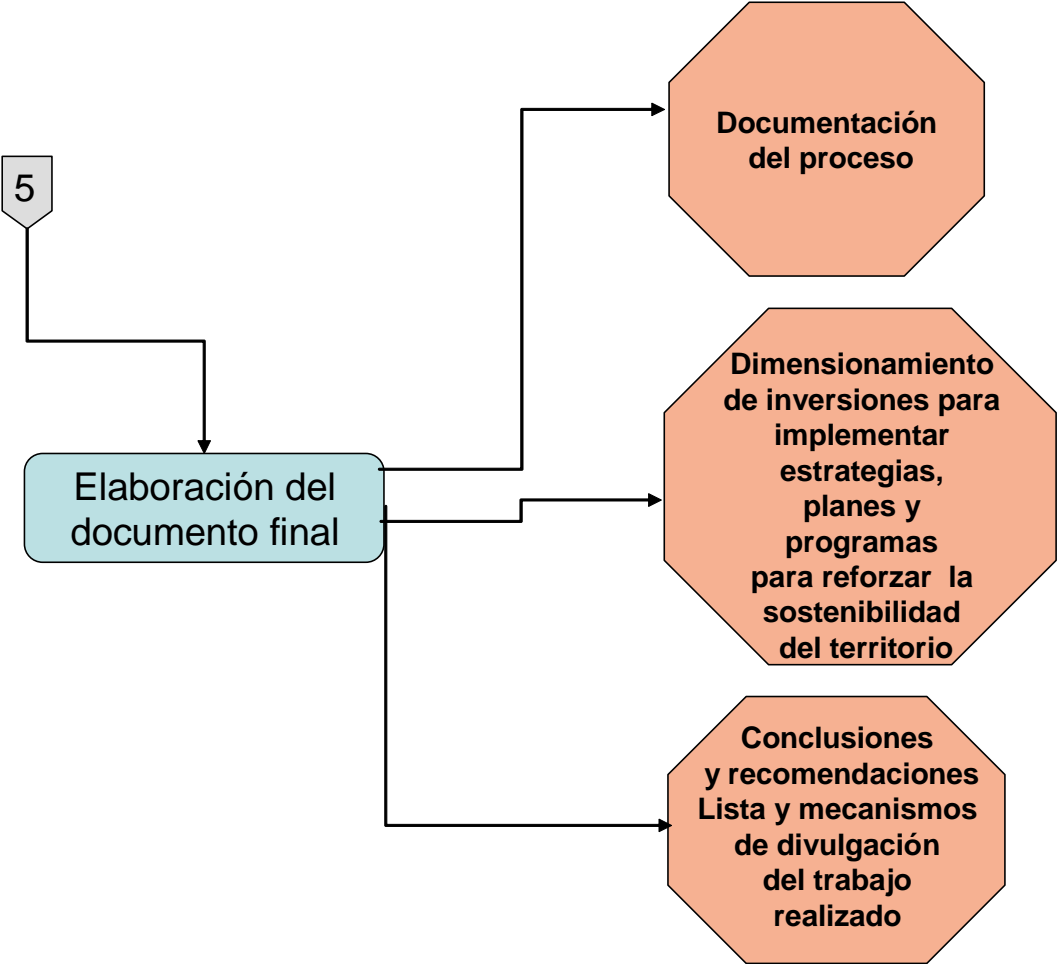 5
Elaboración del
documento final
Documentación
del proceso
Dimensionamiento
de inversiones para
implementar
estrategias,
planes y
programas
para reforzar  la
sostenibilidad
del territorio
Conclusiones
y recomendaciones
Lista y mecanismos
de divulgación
del trabajo
realizado